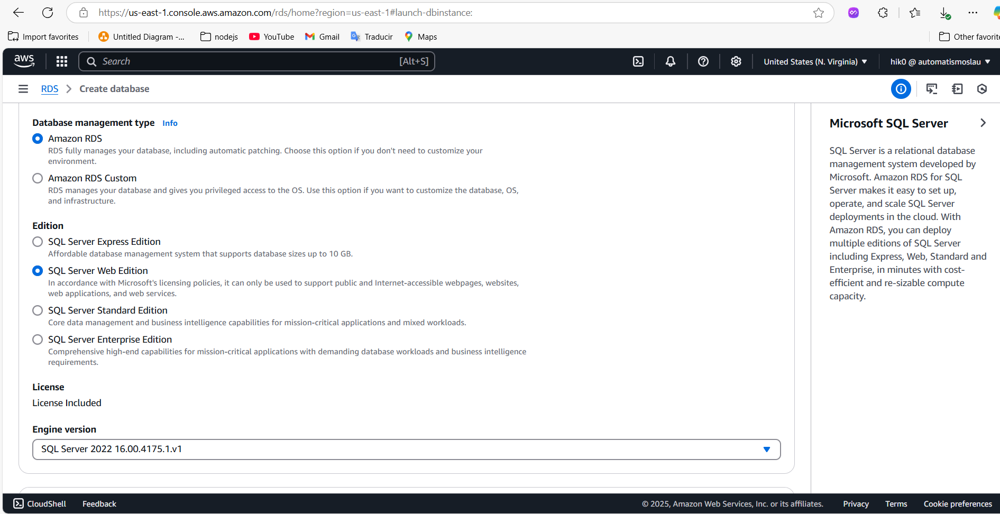 https://us-east-1.console.aws.amazon.com/rds/home?region=us-east-1#launch-dbinstance:
Import favorites
Untitled Diagram -...
nodejs
YouTube
Gmail
Traducir
Maps
Other favorite
aws
Search
[Alt+S]
United States (N. Virginia)
hik0 @ automatismoslau
RDS
Create database
Database management type Info
Amazon RDS
RDS fully manages your database, including automatic patching. Choose this option if you don't need to customize your
environment.
Amazon RDS Custom
RDS manages your database and gives you privileged access to the OS. Use this option if you want to customize the database, OS,
and infrastructure.
Edition
SQL Server Express Edition
Affordable database management system that supports database sizes up to 10 GB.
SQL Server Web Edition
In accordance with Microsoft's licensing policies, it can only be used to support public and Internet-accessible webpages, websites,
web applications, and web services.
SQL Server Standard Edition
Core data management and business intelligence capabilities for mission-critical applications and mixed workloads.
SQL Server Enterprise Edition
Comprehensive high-end capabilities for mission-critical applications with demanding database workloads and business intelligence
requirements.
License
License Included
Engine version
SQL Server 2022 16.00.4175.1.v1
Microsoft SQL Server
SQL Server is a relational database
management system developed by
Microsoft. Amazon RDS for SQL
Server makes it easy to set up,
operate, and scale SQL Server
deployments in the cloud. With
Amazon RDS, you can deploy
multiple editions of SQL Server
including Express, Web, Standard and
Enterprise, in minutes with cost-
efficient and re-sizable compute
capacity.
CloudShell
Feedback
© 2025, Amazon Web Services, Inc. or its affiliates.
Privacy
Terms
Cookie preferences